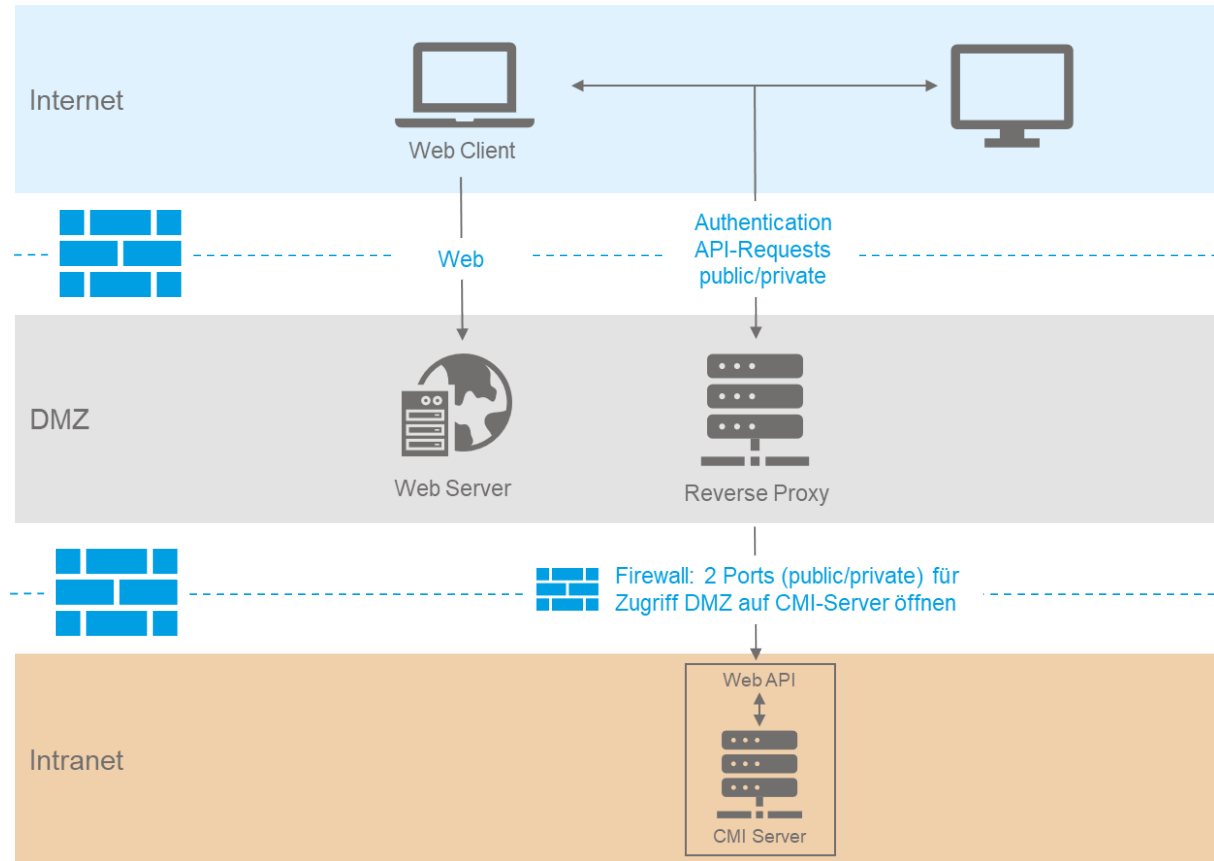 Internet
Web Client
Web
Authentication
API-Requests
public/private
DMZ
Web Server
Reverse Proxy
Firewall: 2 Ports (public/private) für
Zugriff DMZ auf CMI-Server öffnen
Intranet
Web API
CMI Server